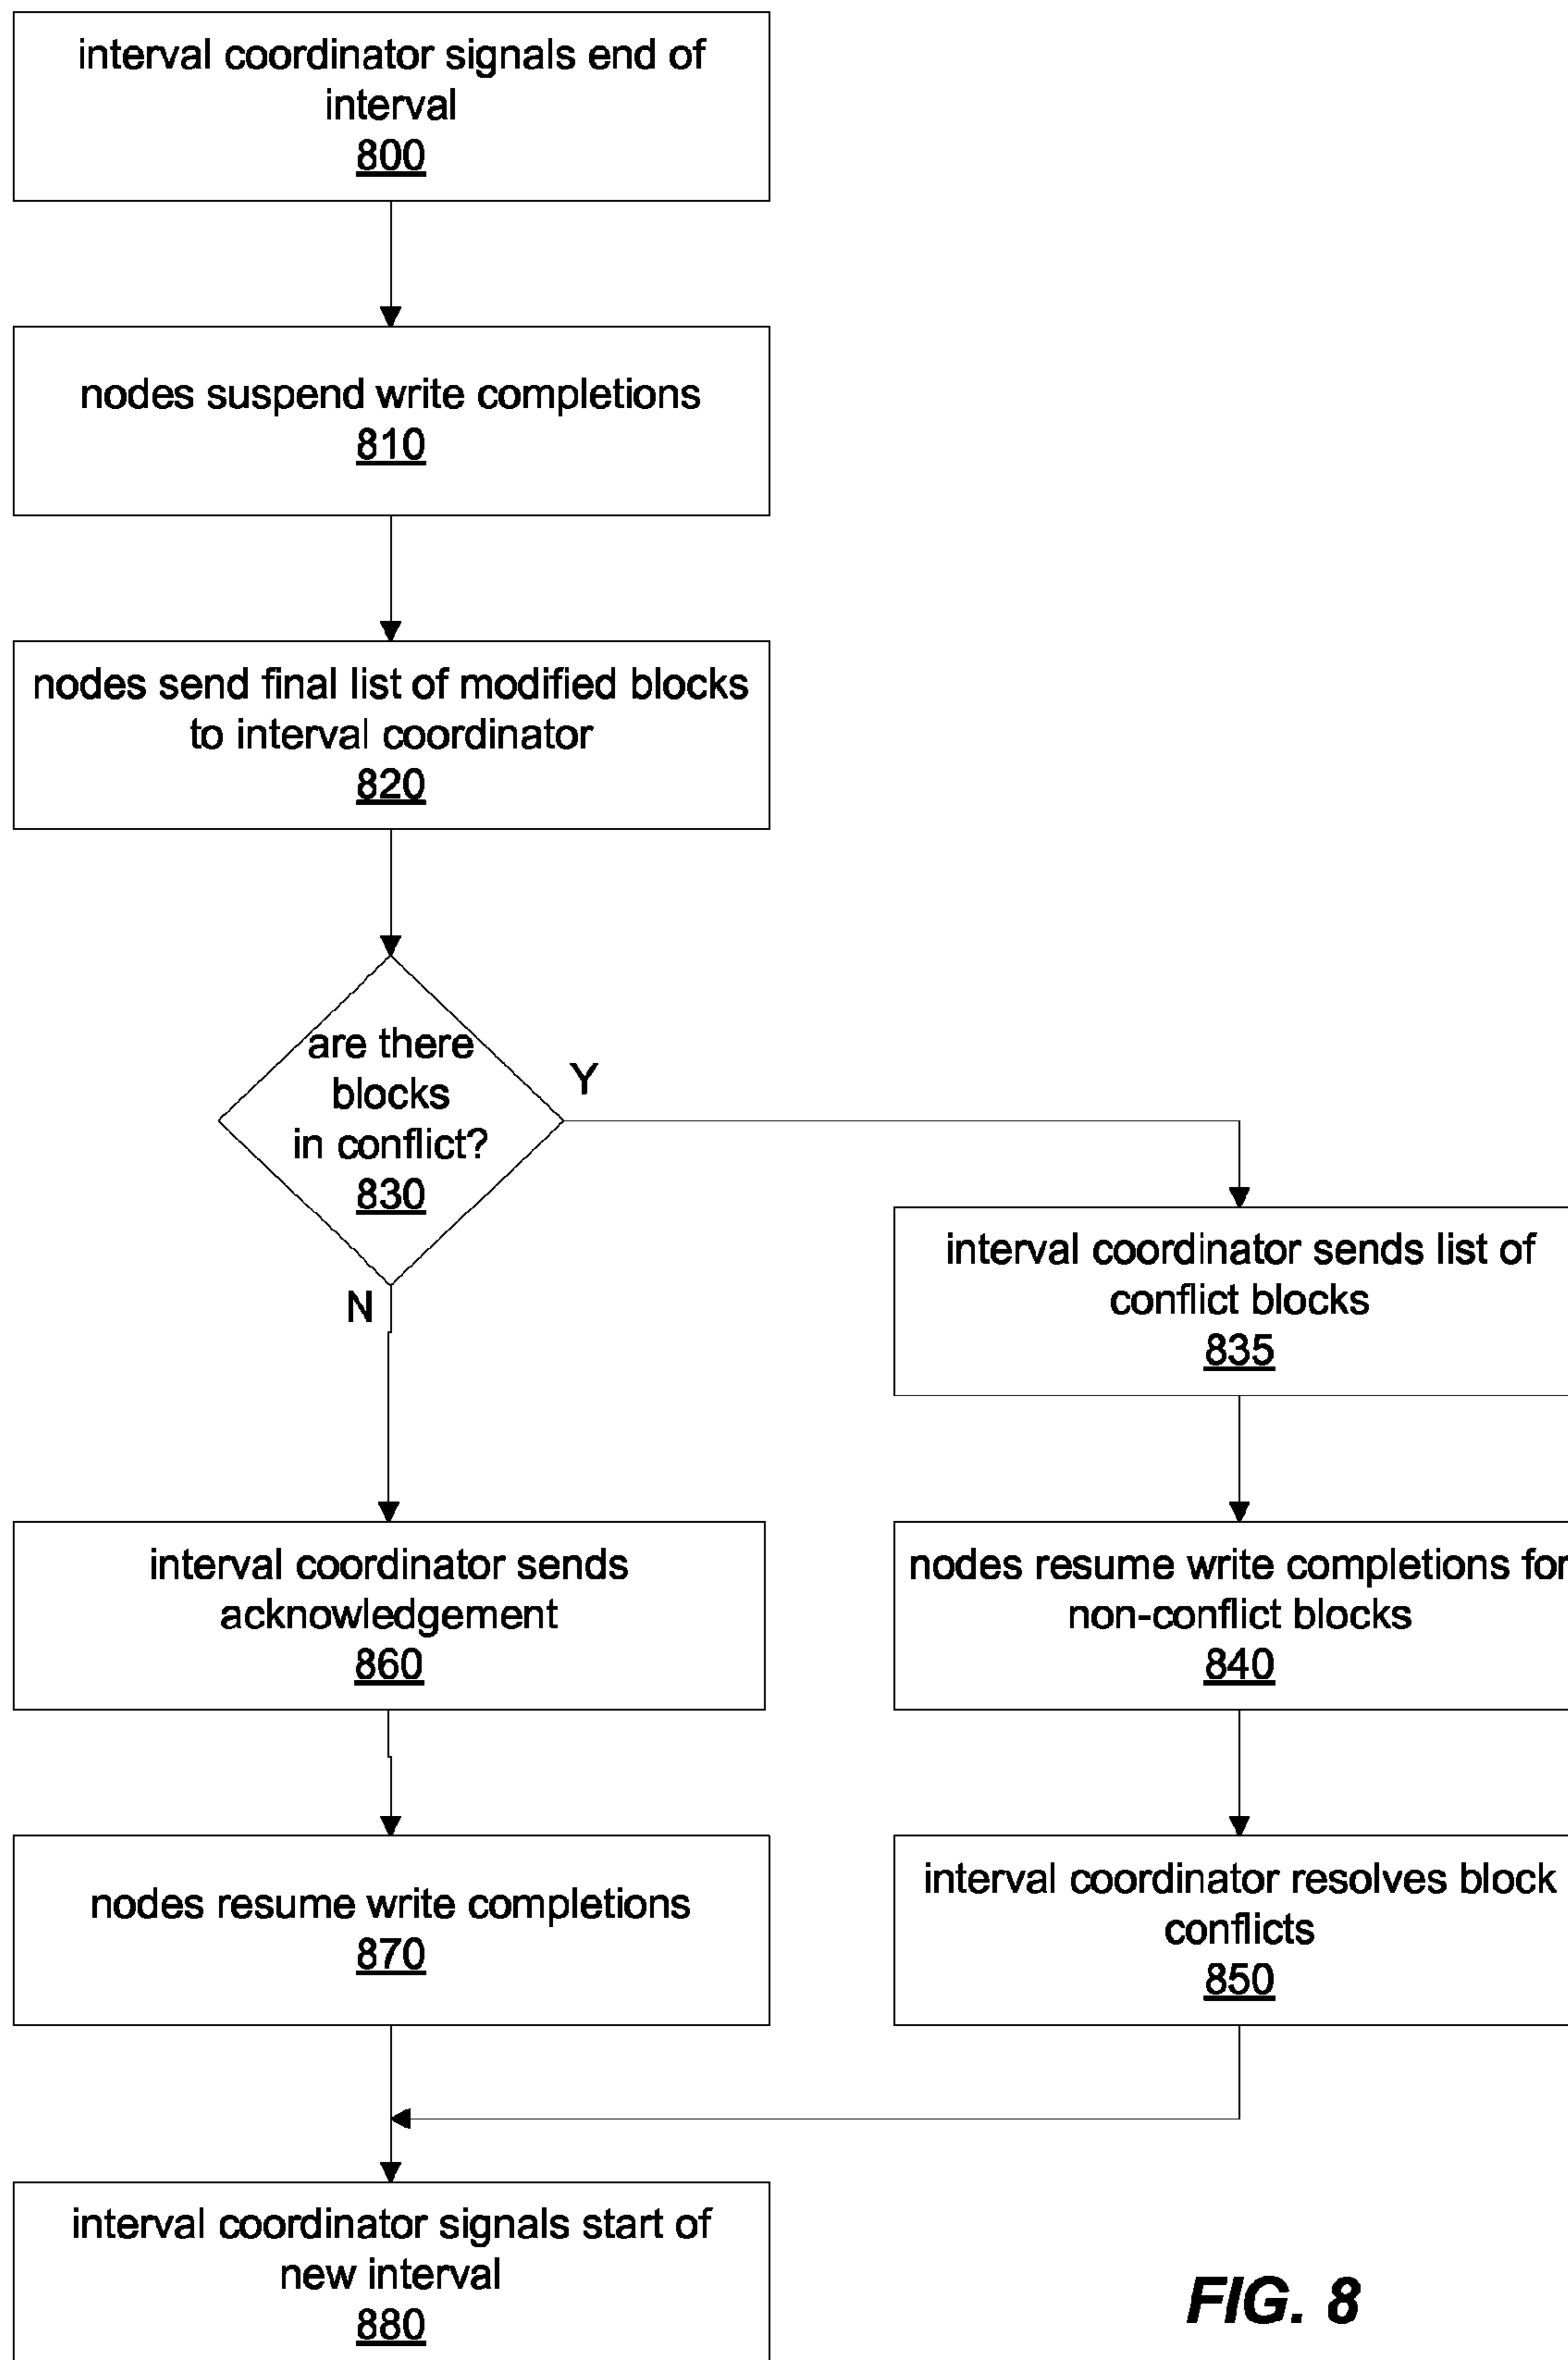 interval coordinator signals end of
interval
800
nodes suspend write completions
810
nodes send final list of modified blocks
to interval coordinator
820
are there
blocks
in conflict?
830
Y
N
interval coordinator sends list of
conflict blocks
835
interval coordinator sends
acknowledgement
860
nodes resume write completions for
non-conflict blocks
840
nodes resume write completions
870
interval coordinator resolves block
conflicts
850
interval coordinator signals start of
new interval
880
FIG. 8